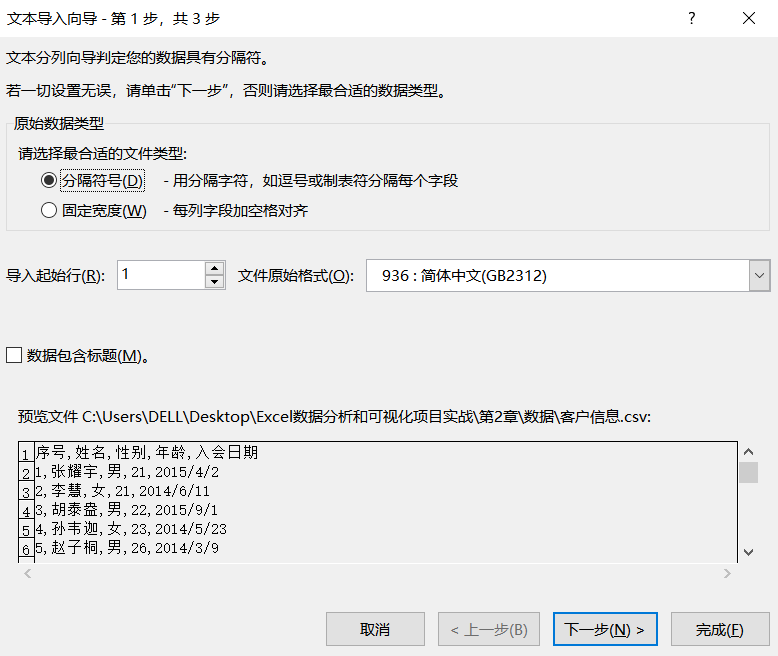 文本导入向导 - 第 1 步，共 3 步
?
文本分列向导判定您的数据具有分隔符。
若一切设置无误，请单击“下一步”，否则请选择最合适的数据类型。
原始数据类型
请选择最合适的文件类型:
分隔符号(D) - 用分隔字符，如逗号或制表符分隔每个字段
固定宽度(W) - 每列字段加空格对齐
导入起始行(R): 1 文件原始格式(O): 936 : 简体中文(GB2312)
数据包含标题(M)。
预览文件 C:\Users\DELL\Desktop\Excel数据分析和可视化项目实战\第2章\数据\客户信息.csv:
1 序号,姓名,性别,年龄,入会日期
2 1,张耀宇,男,21,2015/4/2
3 2,李慧,女,21,2014/6/11
4 3,胡泰盘,男,22,2015/9/1
5 4,孙韦迦,女,23,2014/5/23
6 5,赵子桐,男,26,2014/3/9
取消 < 上一步(B) 下一步(N) > 完成(F)